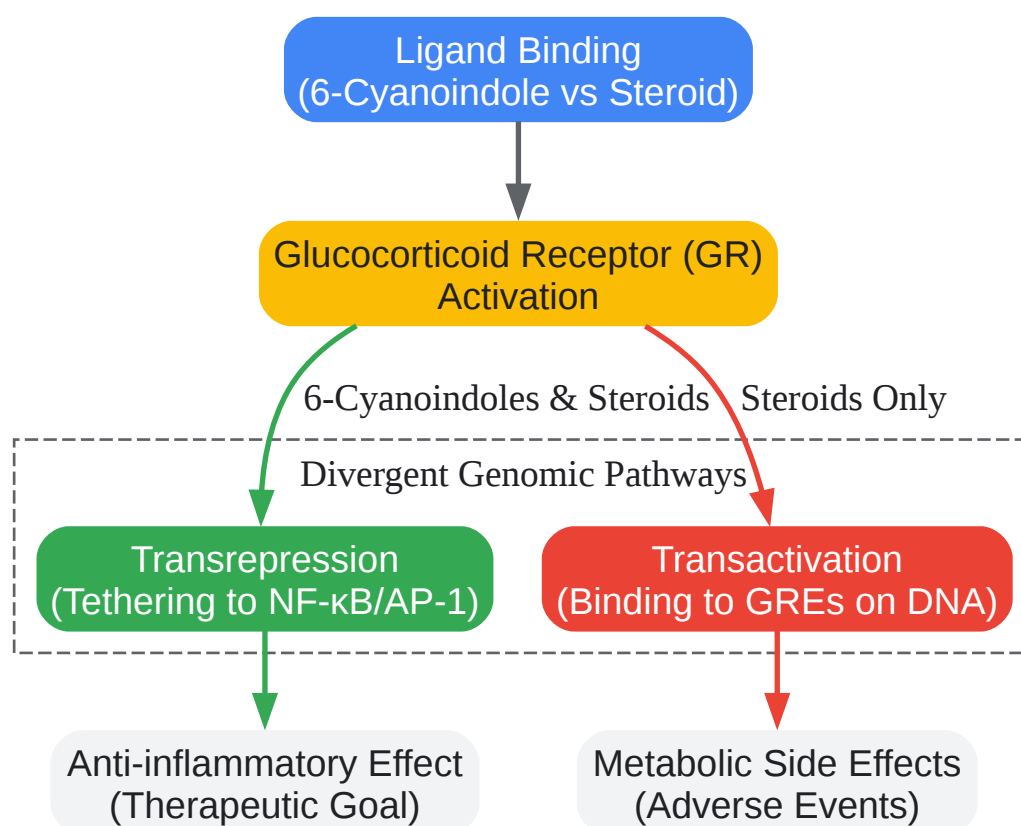 Ligand Binding
(6-Cyanoindole vs Steroid)
Glucocorticoid Receptor (GR)
Activation
6-Cyanoindoles & Steroids
Steroids Only
Divergent Genomic Pathways
Transrepression
(Tethering to NF-κB/AP-1)
Transactivation
(Binding to GREs on DNA)
Anti-inflammatory Effect
(Therapeutic Goal)
Metabolic Side Effects
(Adverse Events)